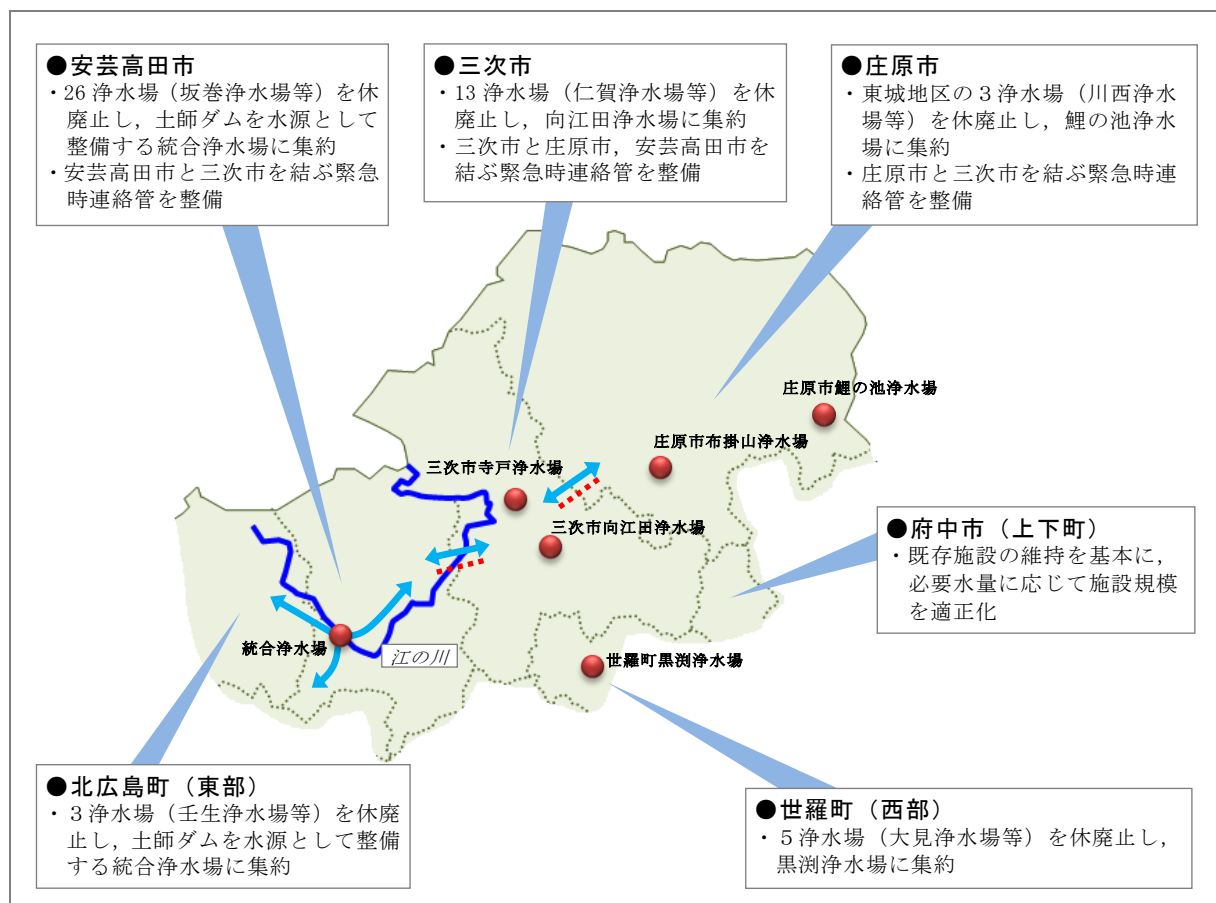 ●安芸高田市
・26 浄水場（坂巻浄水場等）を休
廃止し，土師ダムを水源として
整備する統合浄水場に集約
・安芸高田市と三次市を結ぶ緊急
時連絡管を整備
●三次市
・13 浄水場（仁賀浄水場等）を休
廃止し，向江田浄水場に集約
・三次市と庄原市，安芸高田市を
結ぶ緊急時連絡管を整備
●庄原市
・東城地区の３浄水場（川西浄水
場等）を休廃止し，鯉の池浄水
場に集約
・庄原市と三次市を結ぶ緊急時連
絡管を整備
庄原市鯉の池浄水場
庄原市布掛山浄水場
三次市寺戸浄水場
三次市向江田浄水場
●府中市（上下町）
・既存施設の維持を基本に，
必要水量に応じて施設規模
を適正化
統合浄水場
江の川
世羅町黒渕浄水場
●北広島町（東部）
・３浄水場（壬生浄水場等）を休廃
止し，土師ダムを水源として整備
する統合浄水場に集約
●世羅町（西部）
・５浄水場（大見浄水場等）を休廃止し，
黒渕浄水場に集約